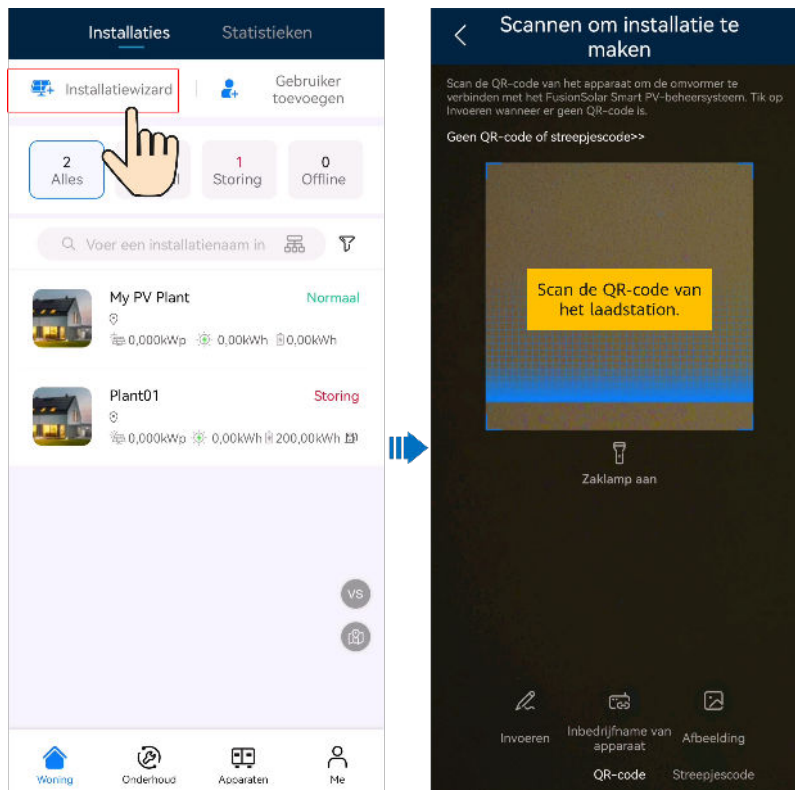 Installaties
Statistieken
Installatiewizard
Gebruiker
toevoegen
2
Alles
1
Storing
0
Offline
Voer een installatienaam in
My PV Plant
Normaal
0,000kWp 0,00kWh 0,00kWh
Plant01
Storing
0,000kWp 0,00kWh 200,00kWh
VS
Woning
Onderhoud
Apparaten
Me
Scannen om installatie te
maken
Scan de QR-code van het apparaat om de omvormer te
verbinden met het FusionSolar Smart PV-beheersysteem. Tik op
Invoeren wanneer er geen QR-code is.
Geen QR-code of streepjescode>>
Scan de QR-code van
het laadstation.
Zaklamp aan
Invoeren
Inbedrijfname van
apparaat
Afbeelding
QR-code
Streepjescode